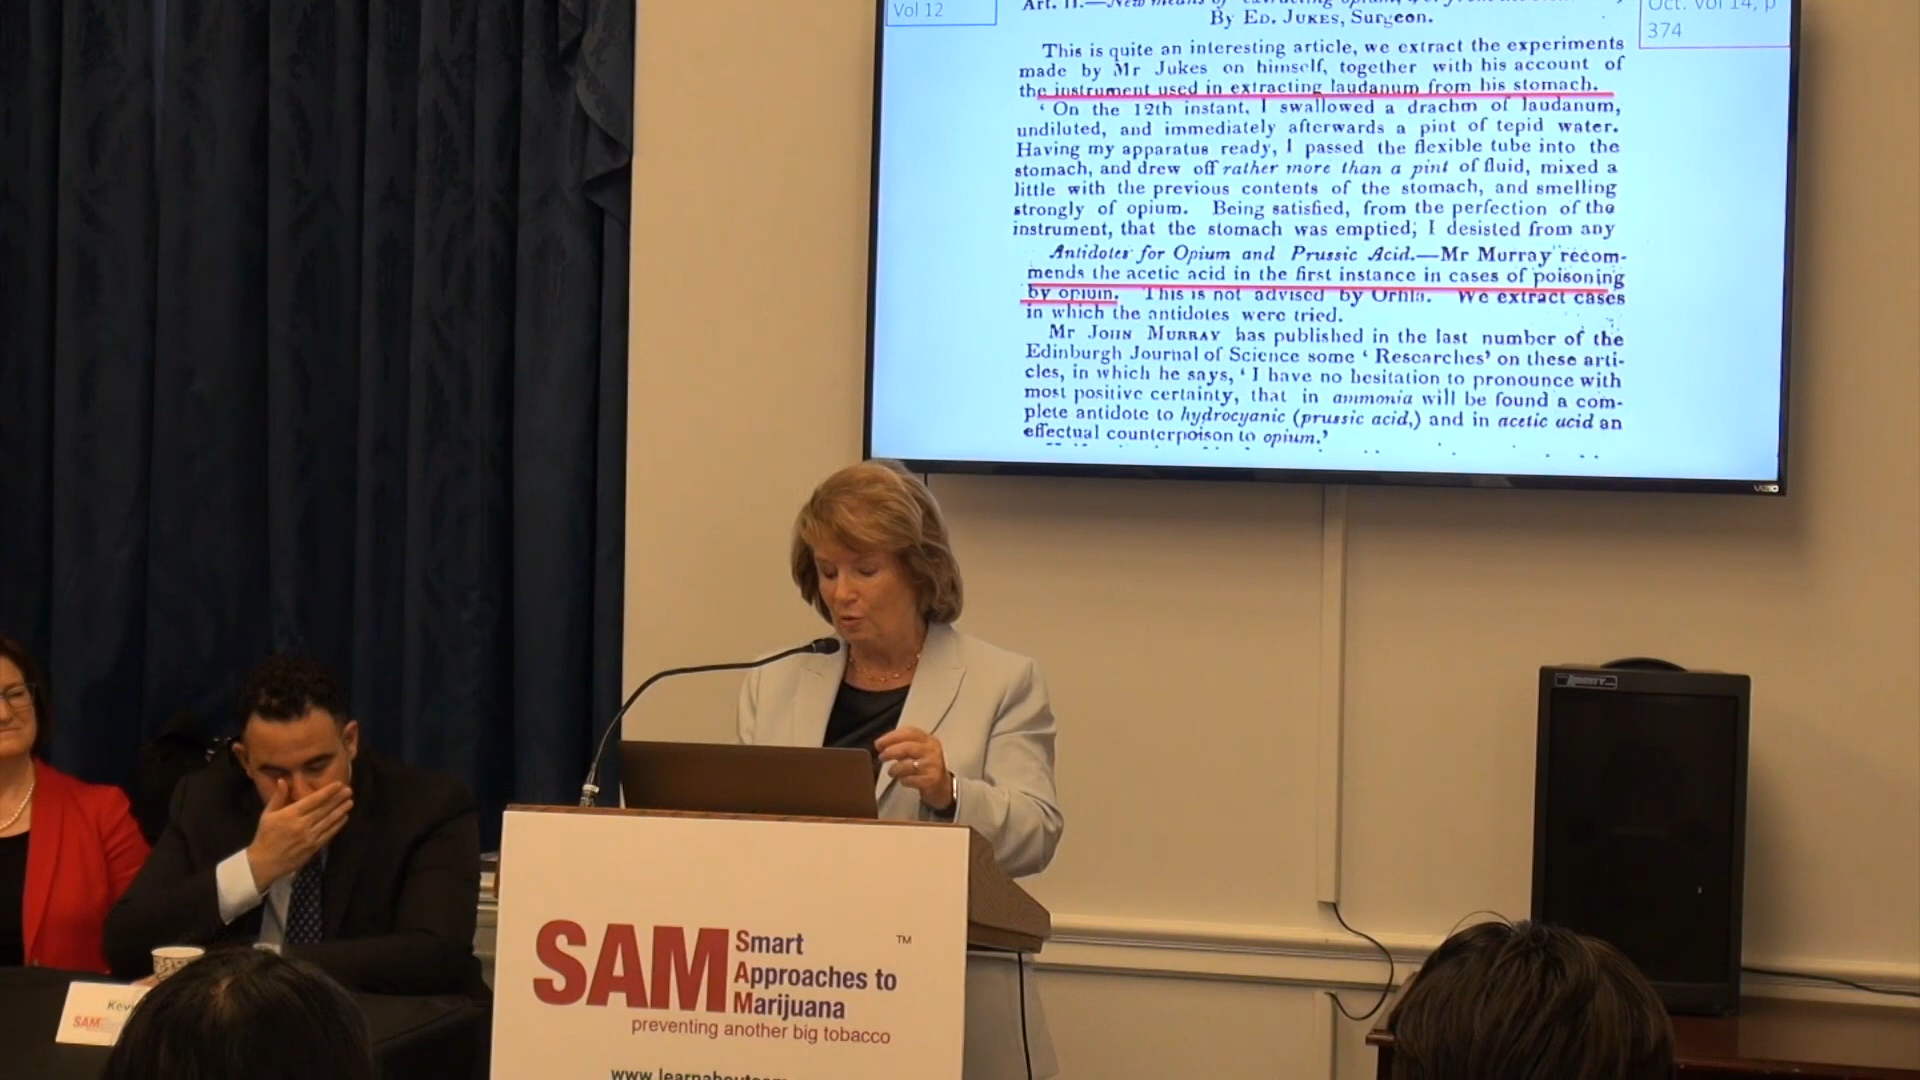 Vol 12
By ED. JUKES, Surgeon.
Oct. Vol 14, p
374
This is quite an interesting article, we extract the experiments
made by Mr Jukes on himself, together with his account of
the instrument used in extracting laudanum from his stomach.
‘ On the 12th instant, I swallowed a drachm of laudanum,
undiluted, and immediately afterwards a pint of tepid water.
Having my apparatus ready, I passed the flexible tube into the
stomach, and drew off rather more than a pint of fluid, mixed a
little with the previous contents of the stomach, and smelling
strongly of opium. Being satisfied, from the perfection of the
instrument, that the stomach was emptied; I desisted from any
Antidotes for Opium and Prussic Acid.—Mr Murray recom-
mends the acetic acid in the first instance in cases of poisoning
by opium. This is not advised by Orfila. We extract cases
in which the antidotes were tried.
Mr JOHN MURRAY has published in the last number of the
Edinburgh Journal of Science some ‘ Researches’ on these arti-
cles, in which he says, ‘ I have no hesitation to pronounce with
most positive certainty, that in ammonia will be found a com-
plete antidote to hydrocyanic (prussic acid,) and in acetic acid an
effectual counterpoison to opium.’
VIZIO
SAM
Smart
Approaches to
Marijuana
TM
preventing another big tobacco
SAM